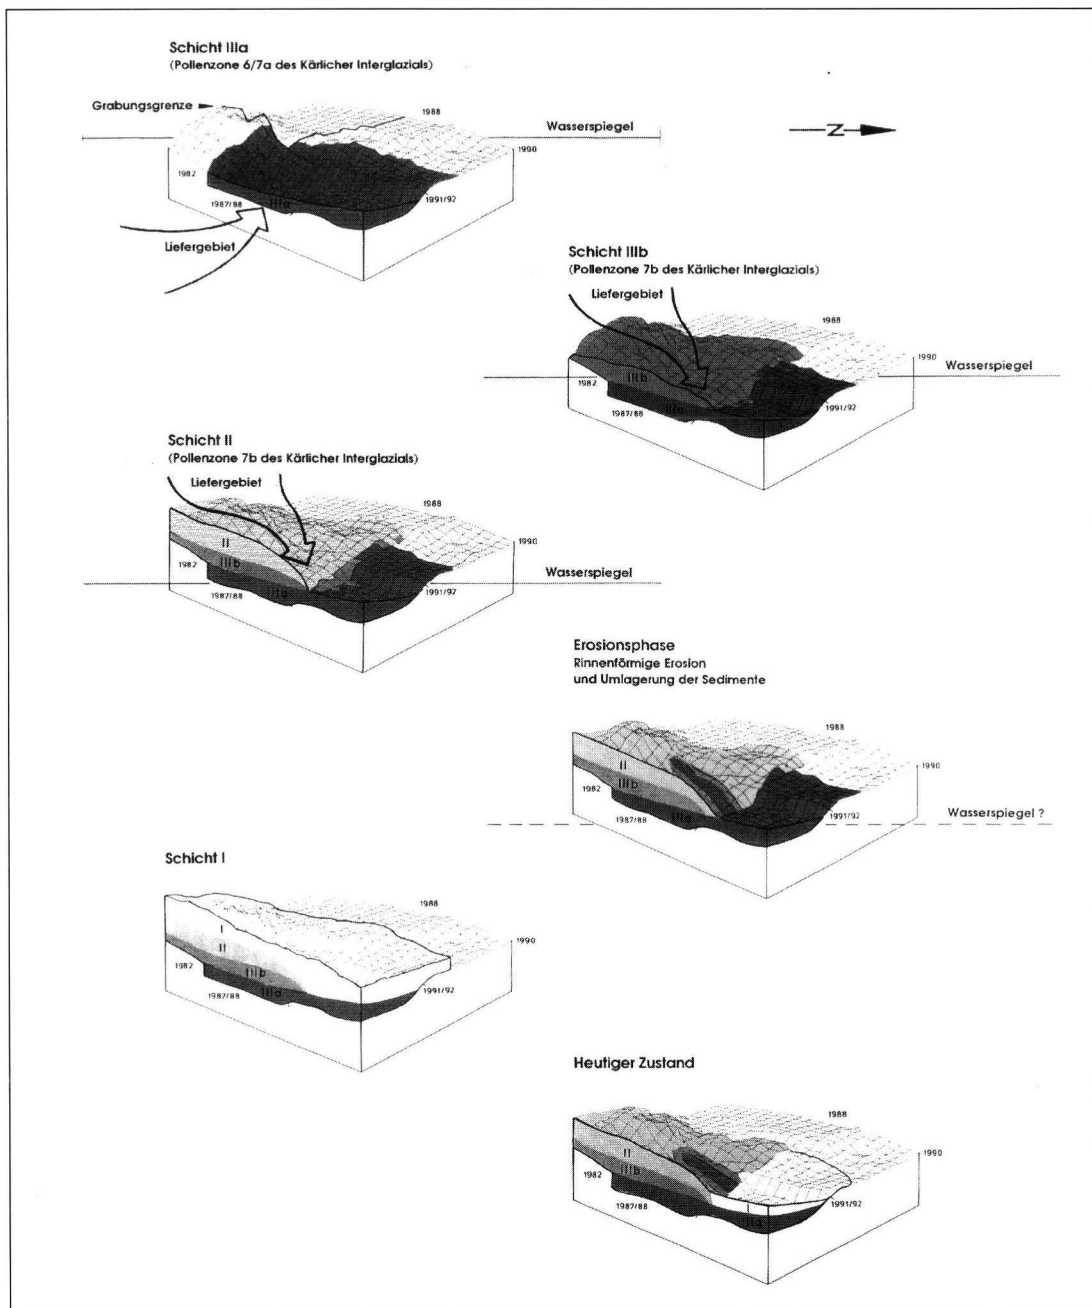 Schicht IIIa
(Pollenzone 6/7a des Kärlicher Interglazials)
Grabungsgrenze
1988
Wasserspiegel
N
1990
1982
1987/88
IIIa
1991/92
Liefergebiet
Schicht IIIb
(Pollenzone 7b des Kärlicher Interglazials)
Liefergebiet
1988
1990
Wasserspiegel
IIIb
1982
1987/88
IIIa
1991/92
Schicht II
(Pollenzone 7b des Kärlicher Interglazials)
Liefergebiet
1988
1990
II
IIIb
1982
Wasserspiegel
1987/88
IIIa
1991/92
Erosionsphase
Rinnenförmige Erosion
und Umlagerung der Sedimente
1988
1990
II
IIIb
1982
1987/88
IIIa
1991/92
Wasserspiegel ?
Schicht I
1988
I
1990
II
1982
IIIb
1987/88
IIIa
1991/92
Heutiger Zustand
1988
1990
II
IIIb
1982
1987/88
1991/92
I
IIIa